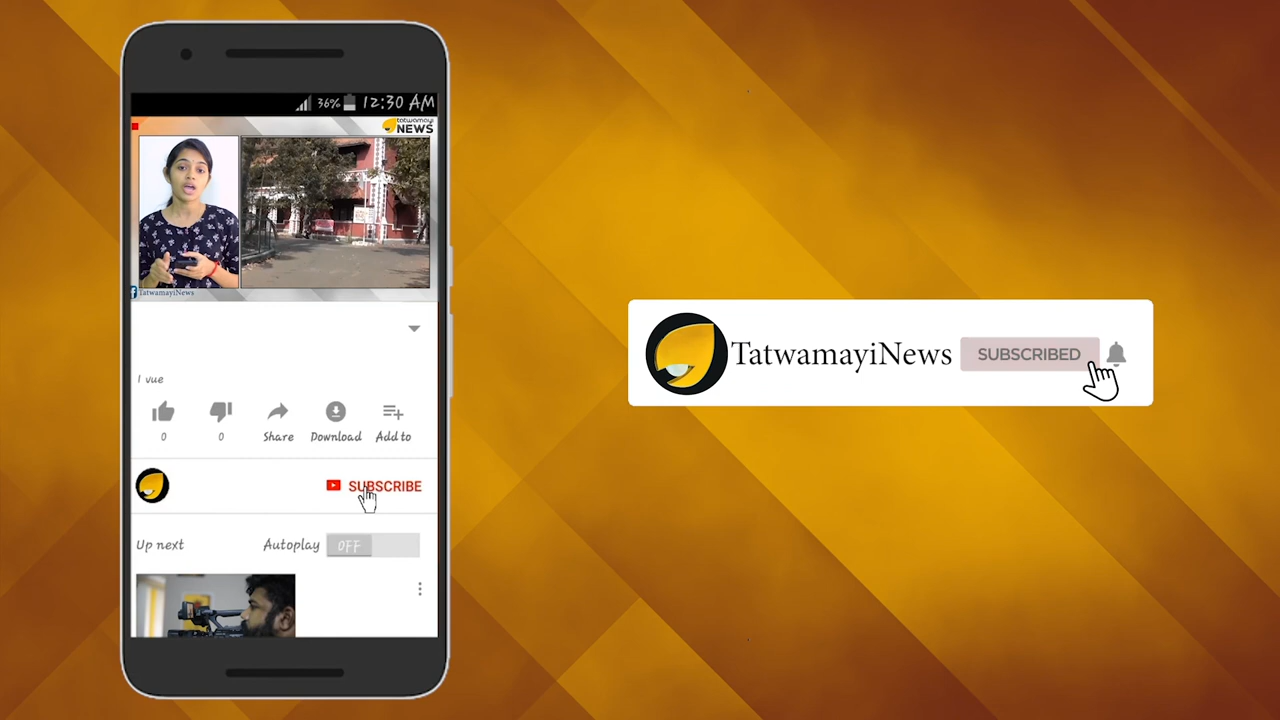 36% 12:30 AM
tatwamayi
NEWS
TatwamayiNews
1 vue
0 0 Share Download Add to
SUBSCRIBE
Up next Autoplay OFF
TatwamayiNews SUBSCRIBED